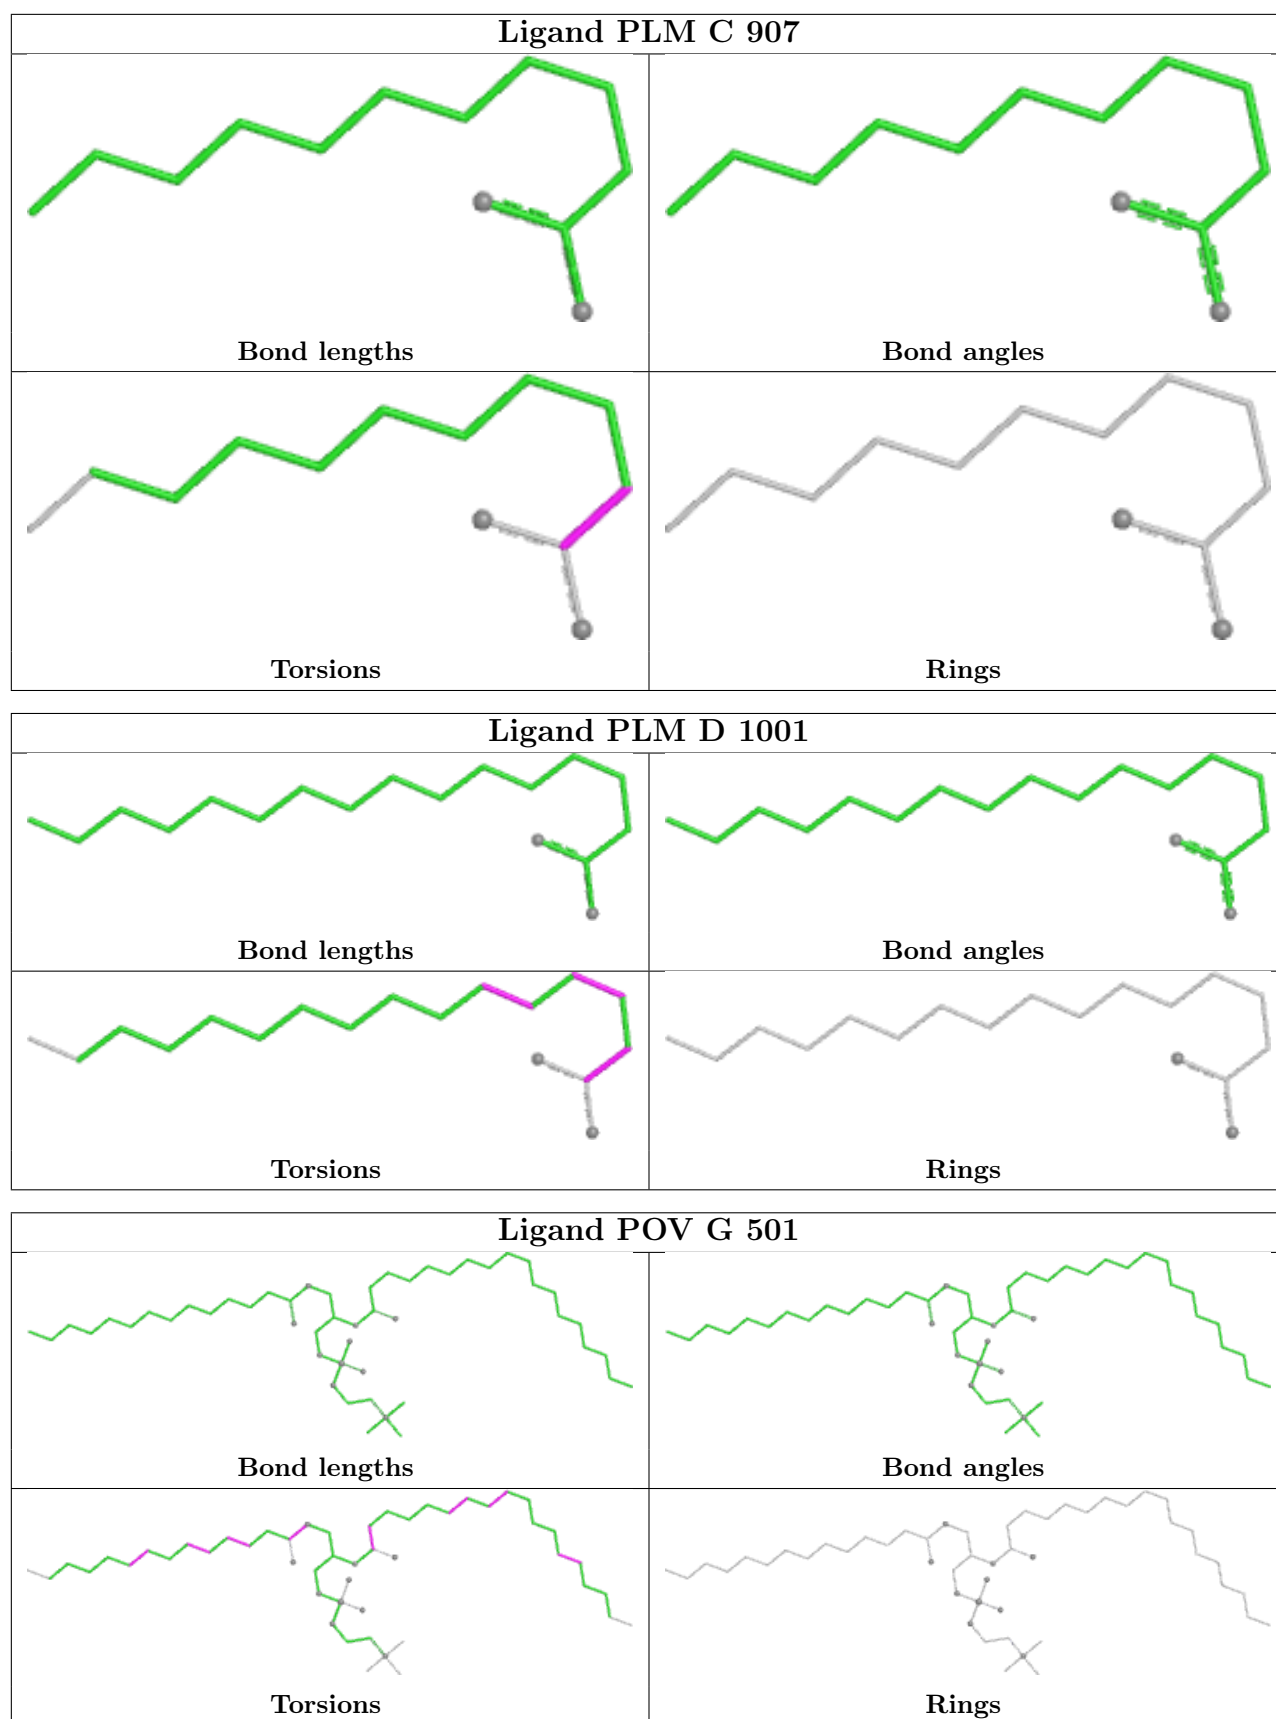 Ligand PLM C 907
Bond lengths
Bond angles
Torsions
Rings
Ligand PLM D 1001
Bond lengths
Bond angles
Torsions
Rings
Ligand POV G 501
Bond lengths
Bond angles
Torsions
Rings